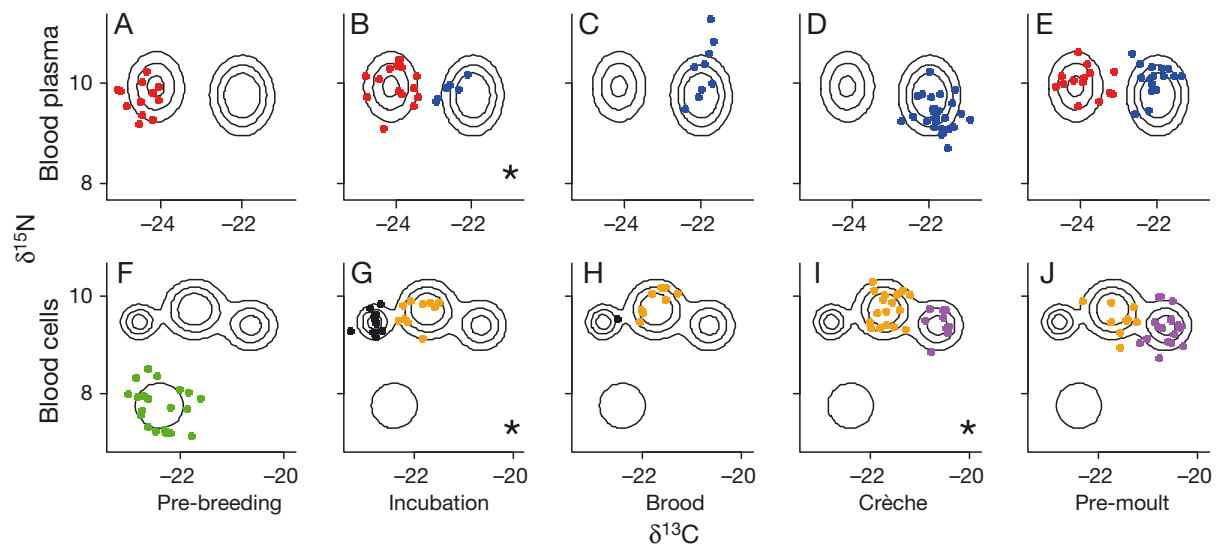 A B C D E
Blood plasma
10
8
* 
−24 −22 −24 −22 −24 −22 −24 −22 −24 −22
δ15N
F G H I J
Blood cells
10
8
* *
−22 −20 −22 −20 −22 −20 −22 −20 −22 −20
Pre-breeding Incubation Brood Crèche Pre-moult
δ13C